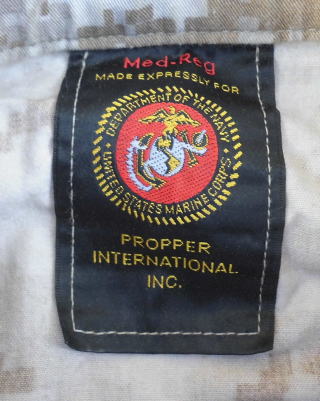 Med-Reg
MADE EXPRESSLY FOR
DEPARTMENT OF THE NAVY
UNITED STATES MARINE CORPS
PROPPER
INTERNATIONAL
INC.